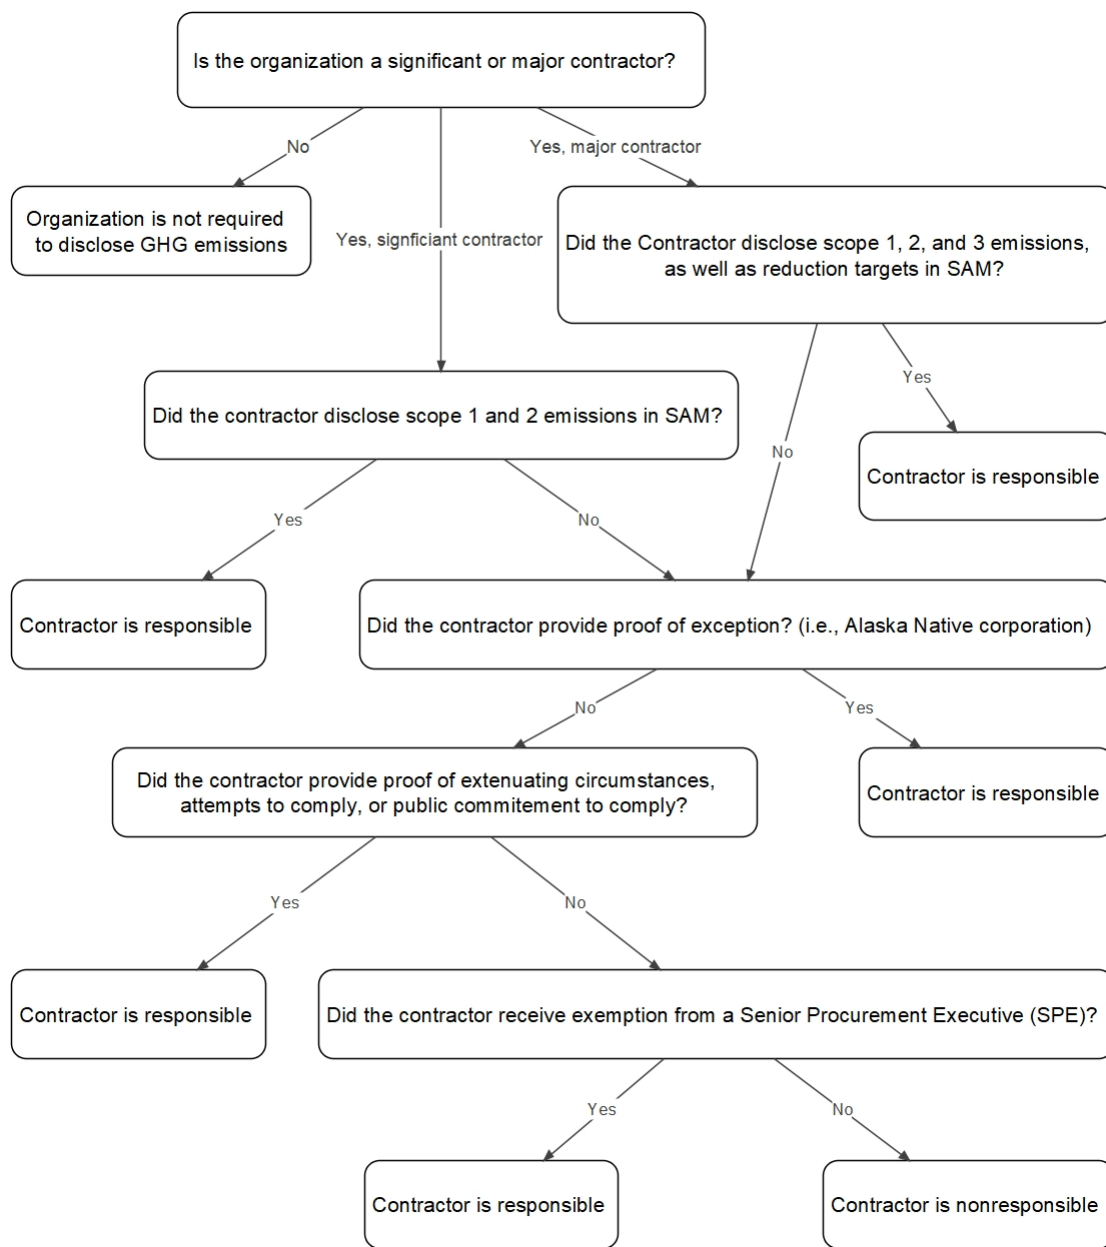 Is the organization a significant or major contractor?
No
Yes, major contractor
Organization is not required
to disclose GHG emissions
Yes, signficiant contractor
Did the Contractor disclose scope 1, 2, and 3 emissions,
as well as reduction targets in SAM?
Yes
Did the contractor disclose scope 1 and 2 emissions in SAM?
No
Contractor is responsible
Yes
No
Contractor is responsible
Did the contractor provide proof of exception? (i.e., Alaska Native corporation)
No
Yes
Did the contractor provide proof of extenuating circumstances,
attempts to comply, or public commitement to comply?
Contractor is responsible
Yes
No
Contractor is responsible
Did the contractor receive exemption from a Senior Procurement Executive (SPE)?
Yes
No
Contractor is responsible
Contractor is nonresponsible